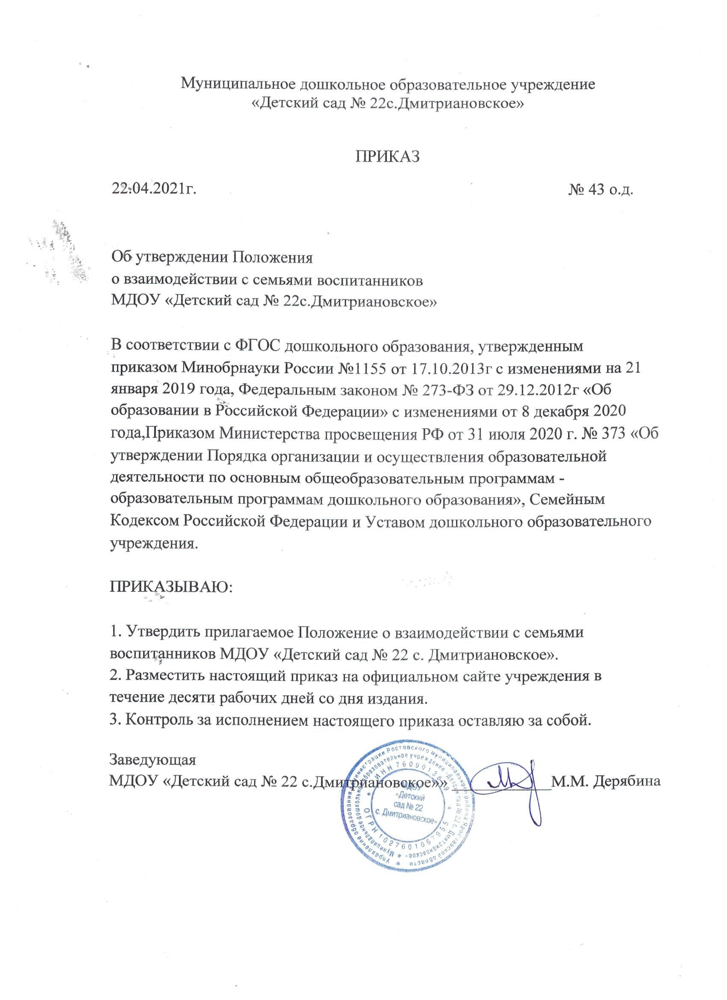 Муниципальное дошкольное образовательное учреждение
«Детский сад № 22с.Дмитриановское»
ПРИКАЗ
22.04.2021г. № 43 о.д.
Об утверждении Положения
о взаимодействии с семьями воспитанников
МДОУ «Детский сад № 22с.Дмитриановское»
В соответствии с ФГОС дошкольного образования, утвержденным
приказом Минобрнауки России №1155 от 17.10.2013г с изменениями на 21
января 2019 года, Федеральным законом № 273-ФЗ от 29.12.2012г «Об
образовании в Российской Федерации» с изменениями от 8 декабря 2020
года,Приказом Министерства просвещения РФ от 31 июля 2020 г. № 373 «Об
утверждении Порядка организации и осуществления образовательной
деятельности по основным общеобразовательным программам -
образовательным программам дошкольного образования», Семейным
Кодексом Российской Федерации и Уставом дошкольного образовательного
учреждения.
ПРИКАЗЫВАЮ:
1. Утвердить прилагаемое Положение о взаимодействии с семьями
воспитанников МДОУ «Детский сад № 22 с. Дмитриановское».
2. Разместить настоящий приказ на официальном сайте учреждения в
течение десяти рабочих дней со дня издания.
3. Контроль за исполнением настоящего приказа оставляю за собой.
Заведующая
МДОУ «Детский сад № 22 с.Дмитриановское»» ____________М.М. Дерябина
Управление образования администрации Ростовского муниципального района Ярославской области
Муниципальное дошкольное образовательное учреждение «Детский сад № 22 с. Дмитриановское»
ИНН
ОГРН 1027601067955
МДОУ
«Детский
сад № 22
с. Дмитриановское»